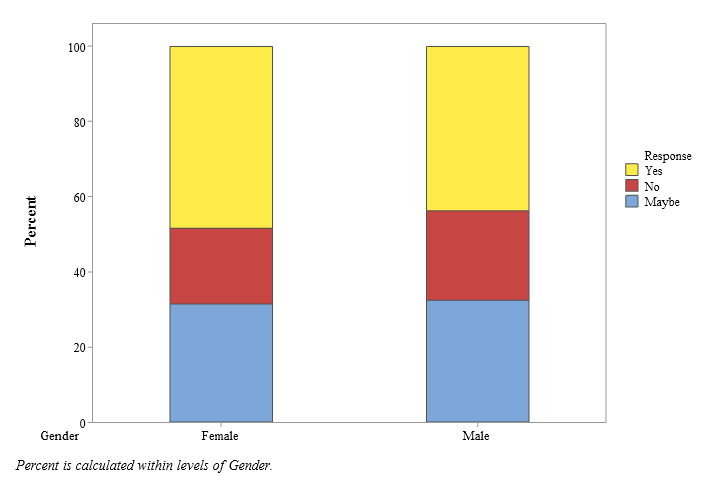 100
80
60
40
20
0
Percent
Gender
Female
Male
Response
Yes
No
Maybe
Percent is calculated within levels of Gender.